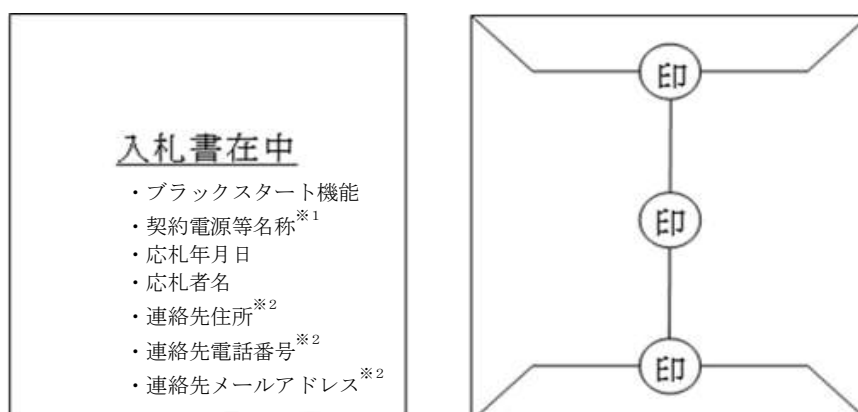 入札書在中
・ブラックスタート機能
・契約電源等名称※1
・応札年月日
・応札者名
・連絡先住所※2
・連絡先電話番号※2
・連絡先メールアドレス※2
印
印
印